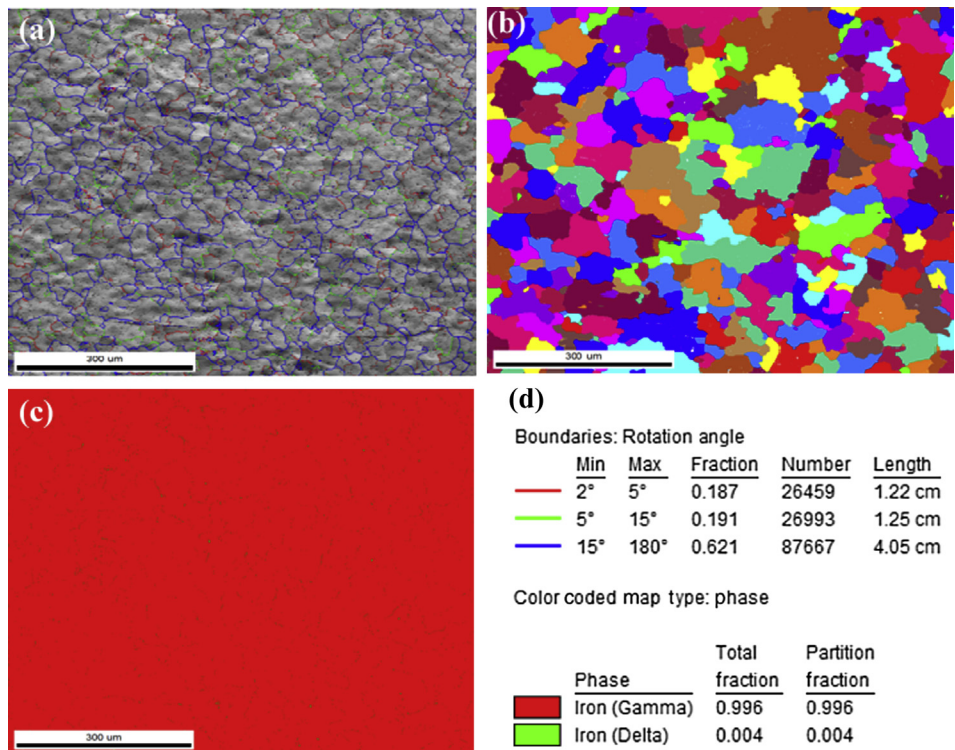 (a)
300 um
(b)
300 um
(c)
300 um
(d)
Boundaries: Rotation angle
Min Max Fraction Number Length
2° 5° 0.187 26459 1.22 cm
5° 15° 0.191 26993 1.25 cm
15° 180° 0.621 87667 4.05 cm
Color coded map type: phase
Total Partition
Phase fraction fraction
Iron (Gamma) 0.996 0.996
Iron (Delta) 0.004 0.004